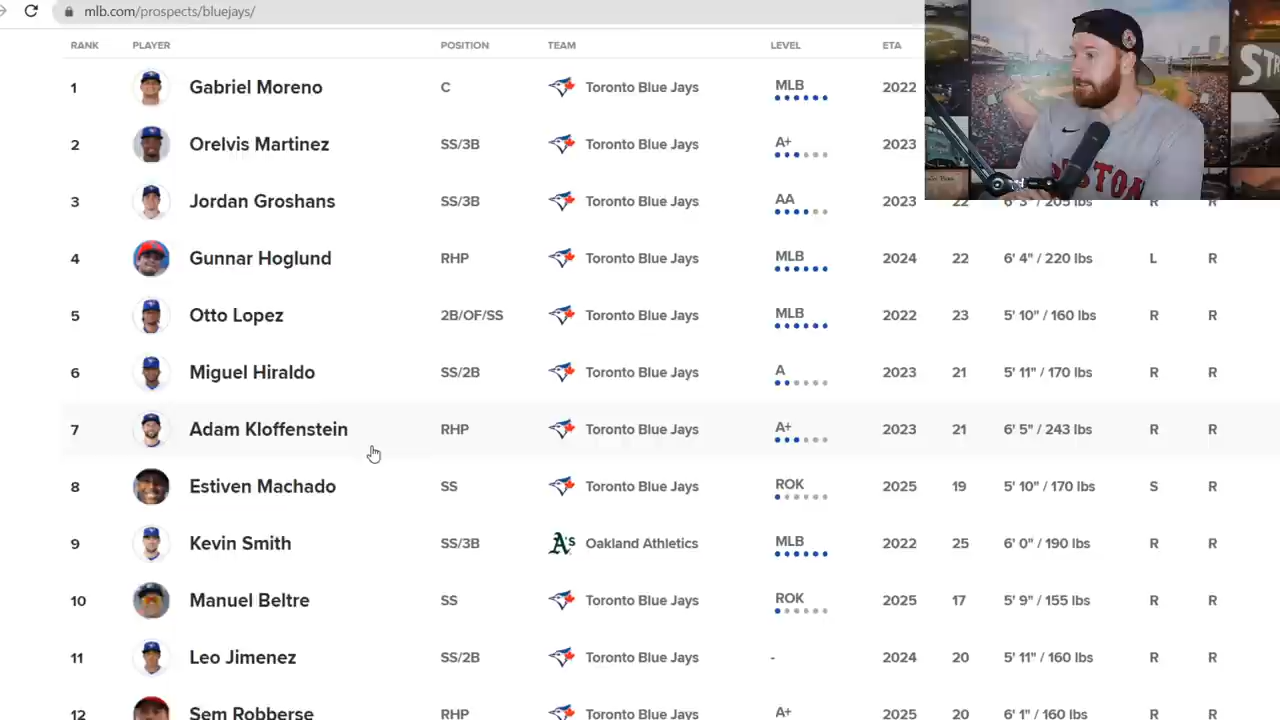 mlb.com/prospects/bluejays/
RANK PLAYER POSITION TEAM LEVEL ETA
1 Gabriel Moreno C Toronto Blue Jays MLB 2022
2 Orelvis Martinez SS/3B Toronto Blue Jays A+ 2023
3 Jordan Groshans SS/3B Toronto Blue Jays AA 2023 22 6' 3" / 205 lbs R R
4 Gunnar Hoglund RHP Toronto Blue Jays MLB 2024 22 6' 4" / 220 lbs L R
5 Otto Lopez 2B/OF/SS Toronto Blue Jays MLB 2022 23 5' 10" / 160 lbs R R
6 Miguel Hiraldo SS/2B Toronto Blue Jays A 2023 21 5' 11" / 170 lbs R R
7 Adam Kloffenstein RHP Toronto Blue Jays A+ 2023 21 6' 5" / 243 lbs R R
8 Estiven Machado SS Toronto Blue Jays ROK 2025 19 5' 10" / 170 lbs S R
9 Kevin Smith SS/3B A's Oakland Athletics MLB 2022 25 6' 0" / 190 lbs R R
10 Manuel Beltre SS Toronto Blue Jays ROK 2025 17 5' 9" / 155 lbs R R
11 Leo Jimenez SS/2B Toronto Blue Jays - 2024 20 5' 11" / 160 lbs R R
12 Sem Robberse RHP Toronto Blue Jays A+ 2025 20 6' 1" / 160 lbs R R